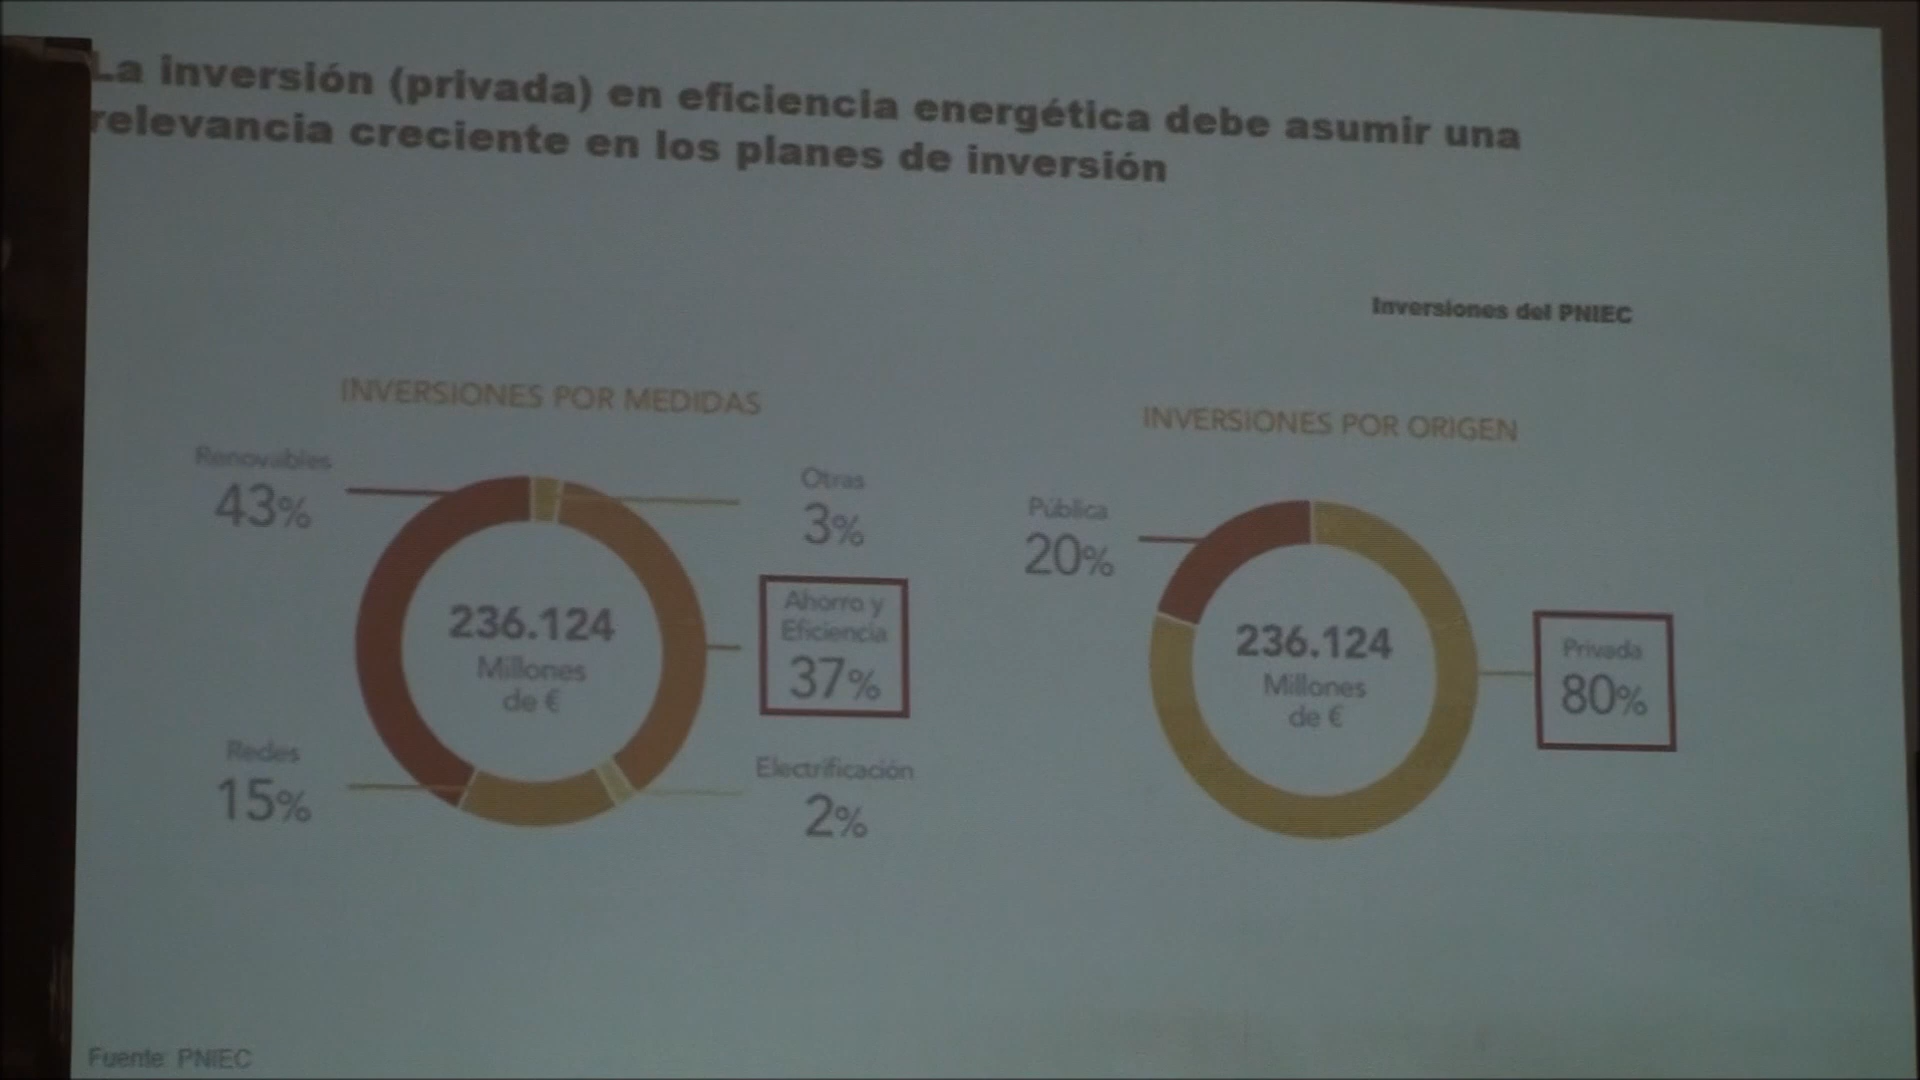 La inversión (privada) en eficiencia energética debe asumir una
relevancia creciente en los planes de inversión
Inversiones del PNIEC
INVERSIONES POR MEDIDAS
Renovables
43%
Otras
3%
236.124
Millones
de €
Ahorro y
Eficiencia
37%
Redes
15%
Electrificación
2%
INVERSIONES POR ORIGEN
Pública
20%
236.124
Millones
de €
Privada
80%
Fuente: PNIEC